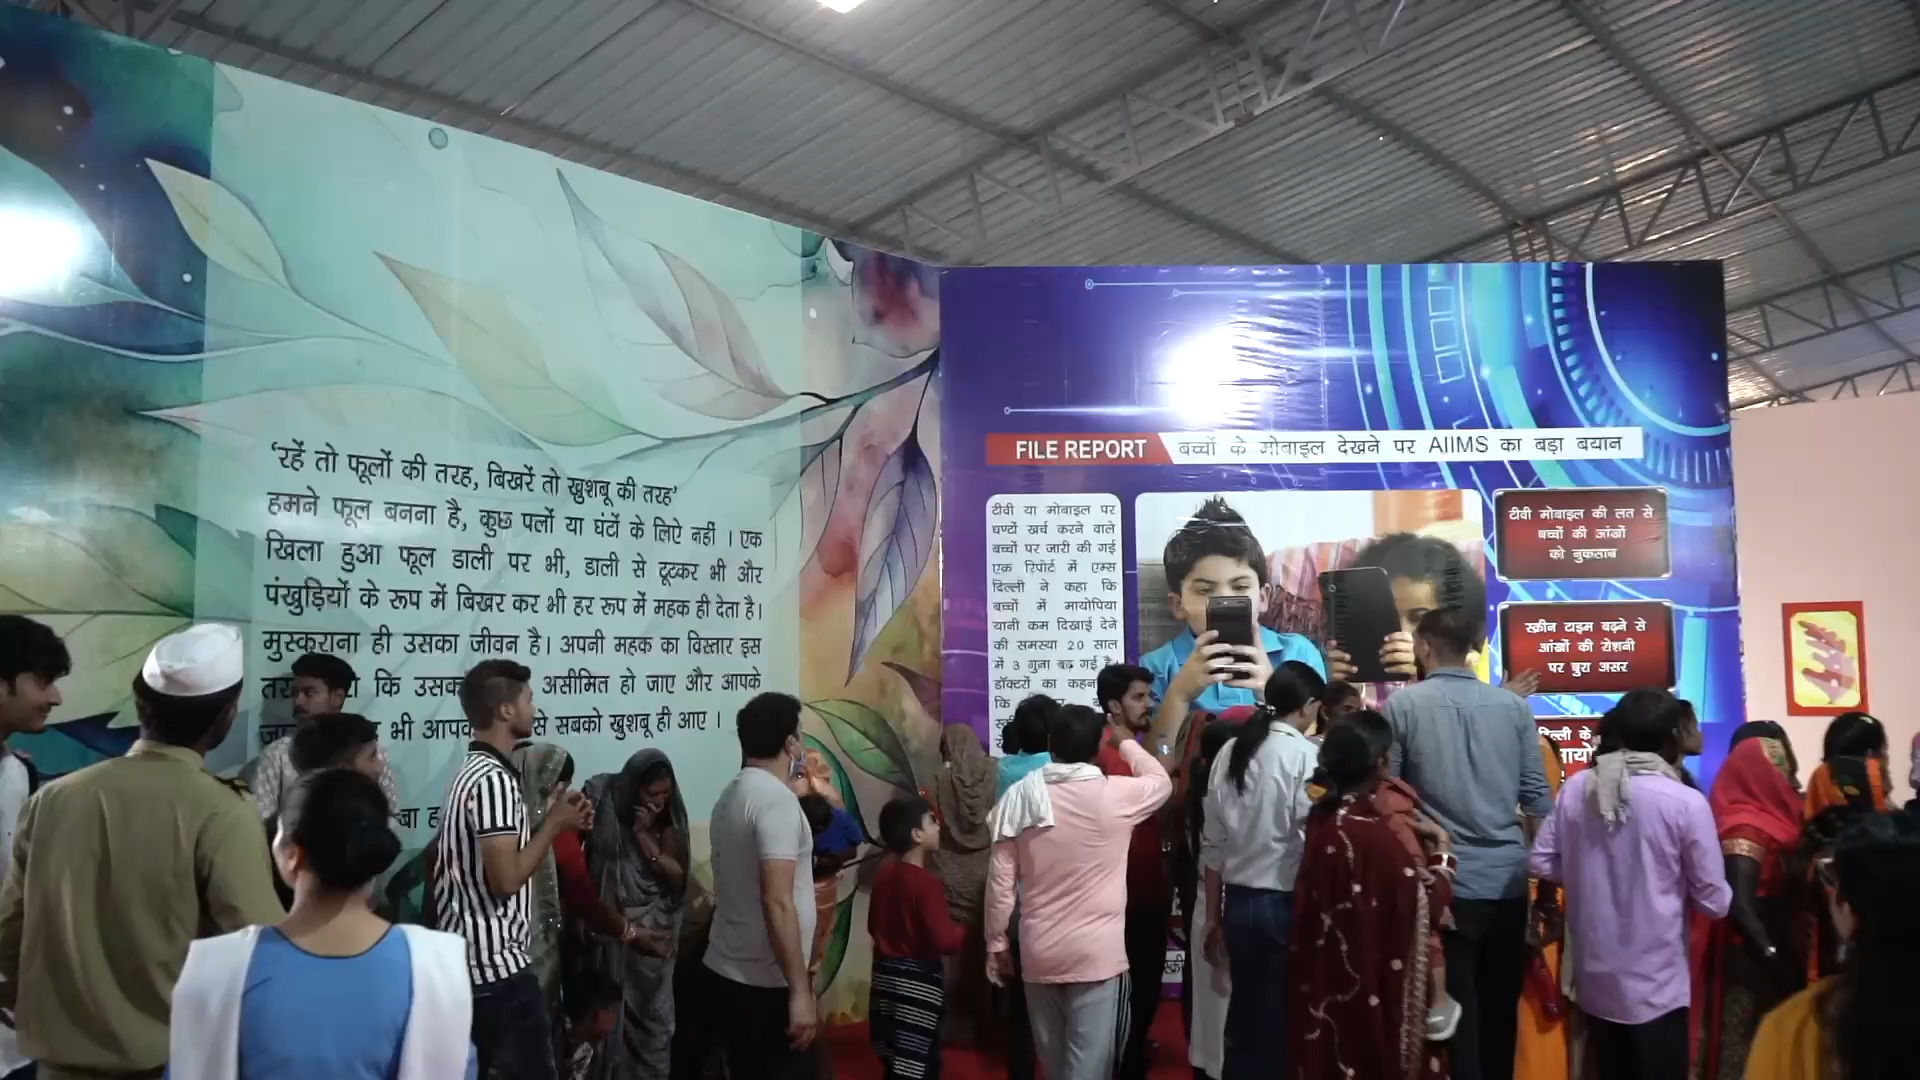 ‘रहें तो फूलों की तरह, बिखरें तो खुशबू की तरह’
हमने फूल बनना है, कुछ पलों या घंटों के लिऐ नहीं । एक
खिला हुआ फूल डाली पर भी, डाली से टूटकर भी और
पंखुड़ियों के रूप में बिखर कर भी हर रूप में महक ही देता है।
मुस्कुराना ही उसका जीवन है। अपनी महक का विस्तार इस
कि असीमित हो जाए और आपके
भी से सबको खुशबू ही आए ।
FILE REPORT बच्चों के मोबाइल देखने पर AIIMS का बड़ा बयान
टीवी या मोबाइल पर
घण्टों खर्च करने वाले
बच्चों पर जारी की गई
एक रिपोर्ट में एम्स
दिल्ली ने कहा कि
बच्चों में मायोपिया
यानी कम दिखाई देने
की समस्या 20 साल
में 3 गुना बढ़ गई है।
डॉक्टरों का
कि
टीवी मोबाइल की लत से
बच्चों की आंखों
को नुकसान
स्क्रीन टाइम बढ़ने से
आंखों की रोशनी
पर बुरा असर
के